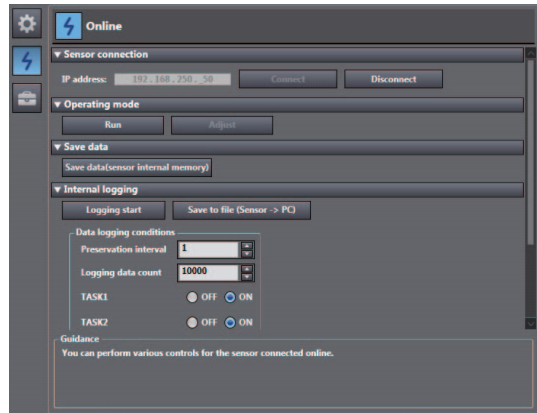 Online
▼ Sensor connection
IP address: 192.168.250._50 Connect Disconnect
▼ Operating mode
Run Adjust
▼ Save data
Save data(sensor internal memory)
▼ Internal logging
Logging start Save to file (Sensor -> PC)
Data logging conditions
Preservation interval 1
Logging data count 10000
TASK1 OFF ON
TASK2 OFF ON
Guidance
You can perform various controls for the sensor connected online.